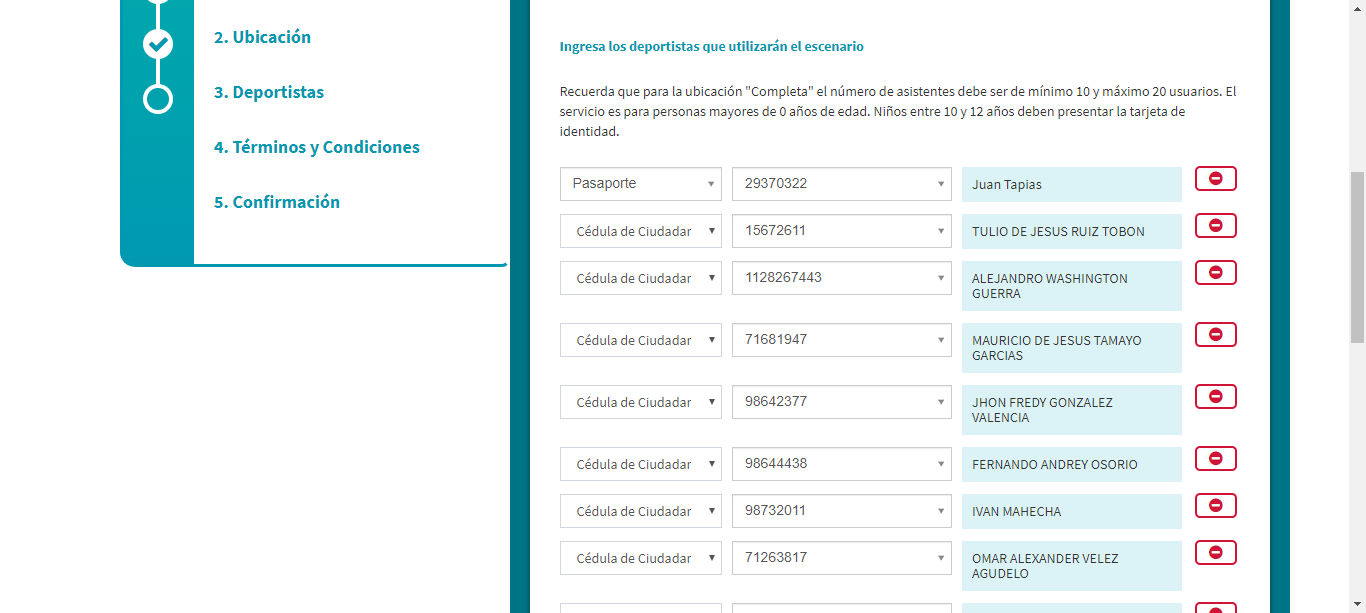 2. Ubicación
3. Deportistas
4. Términos y Condiciones
5. Confirmación
Ingresa los deportistas que utilizarán el escenario
Recuerda que para la ubicación "Completa" el número de asistentes debe ser de mínimo 10 y máximo 20 usuarios. El
servicio es para personas mayores de 0 años de edad. Niños entre 10 y 12 años deben presentar la tarjeta de
identidad.
Pasaporte 29370322 Juan Tapias
Cédula de Ciudadar 15672611 TULIO DE JESUS RUIZ TOBON
Cédula de Ciudadar 1128267443 ALEJANDRO WASHINGTON
GUERRA
Cédula de Ciudadar 71681947 MAURICIO DE JESUS TAMAYO
GARCIAS
Cédula de Ciudadar 98642377 JHON FREDY GONZALEZ
VALENCIA
Cédula de Ciudadar 98644438 FERNANDO ANDREY OSORIO
Cédula de Ciudadar 98732011 IVAN MAHECHA
Cédula de Ciudadar 71263817 OMAR ALEXANDER VELEZ
AGUDELO